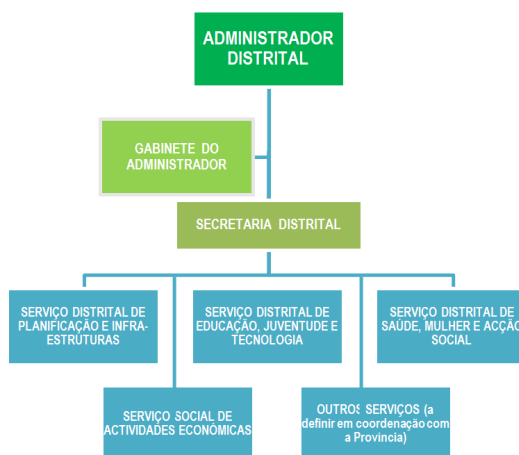 ADMINISTRADOR
DISTRITAL
GABINETE DO
ADMINISTRADOR
SECRETARIA DISTRITAL
SERVIÇO DISTRITAL DE
PLANIFICAÇÃO E INFRA-
ESTRUTURAS
SERVIÇO DISTRITAL DE
EDUCAÇÃO, JUVENTUDE E
TECNOLOGIA
SERVIÇO DISTRITAL DE
SAÚDE, MULHER E ACÇÃO
SOCIAL
SERVIÇO SOCIAL DE
ACTIVIDADES ECONÓMICAS
OUTROS SERVIÇOS (a
definir em coordenação com
a Província)